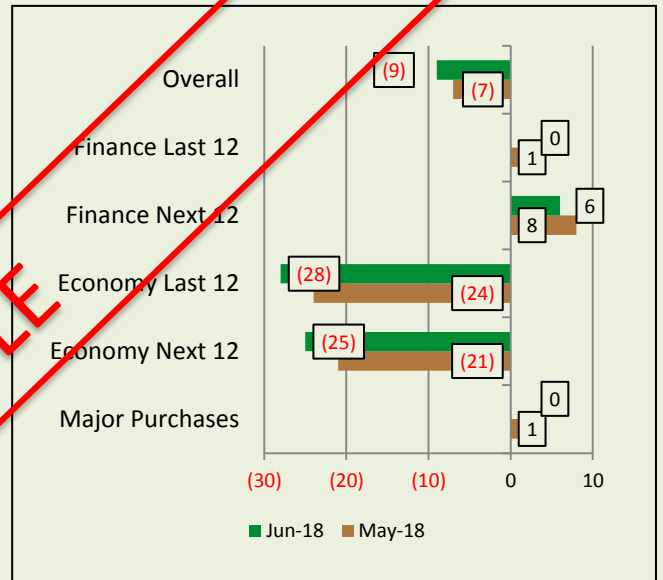 Overall
(9)
(7)
Finance Last 12
0
1
Finance Next 12
6
8
Economy Last 12
(28)
(24)
Economy Next 12
(25)
(21)
Major Purchases
0
1
(30) (20) (10) 0 10
Jun-18 May-18
LE